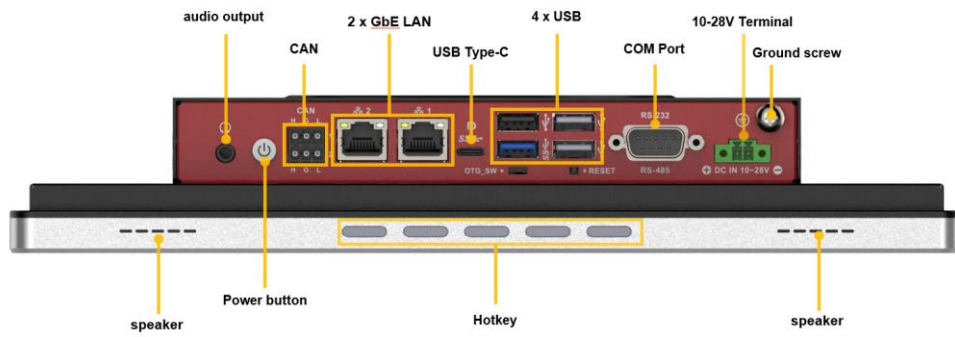 audio output
2 x GbE LAN
4 x USB
10-28V Terminal
CAN
USB Type-C
COM Port
Ground screw
CAN
H G L
2
1
RS-232
SS
H G L
OTG_SW
RESET
RS-485
DC IN 10~28V
Power button
speaker
Hotkey
speaker